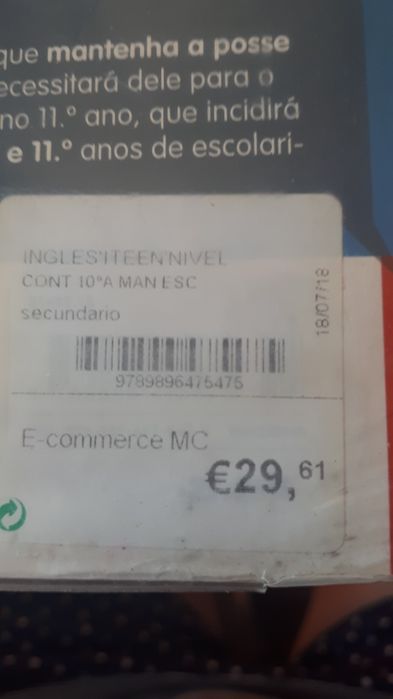 que mantenha a posse
ecessitará dele para o
no 11.º ano, que incidirá
e 11.º anos de escolari-
INGLES'ITEEN'NIVEL
CONT 10ºA MAN ESC
secundario
18/07/18
9789896475475
E-commerce MC
€29,61